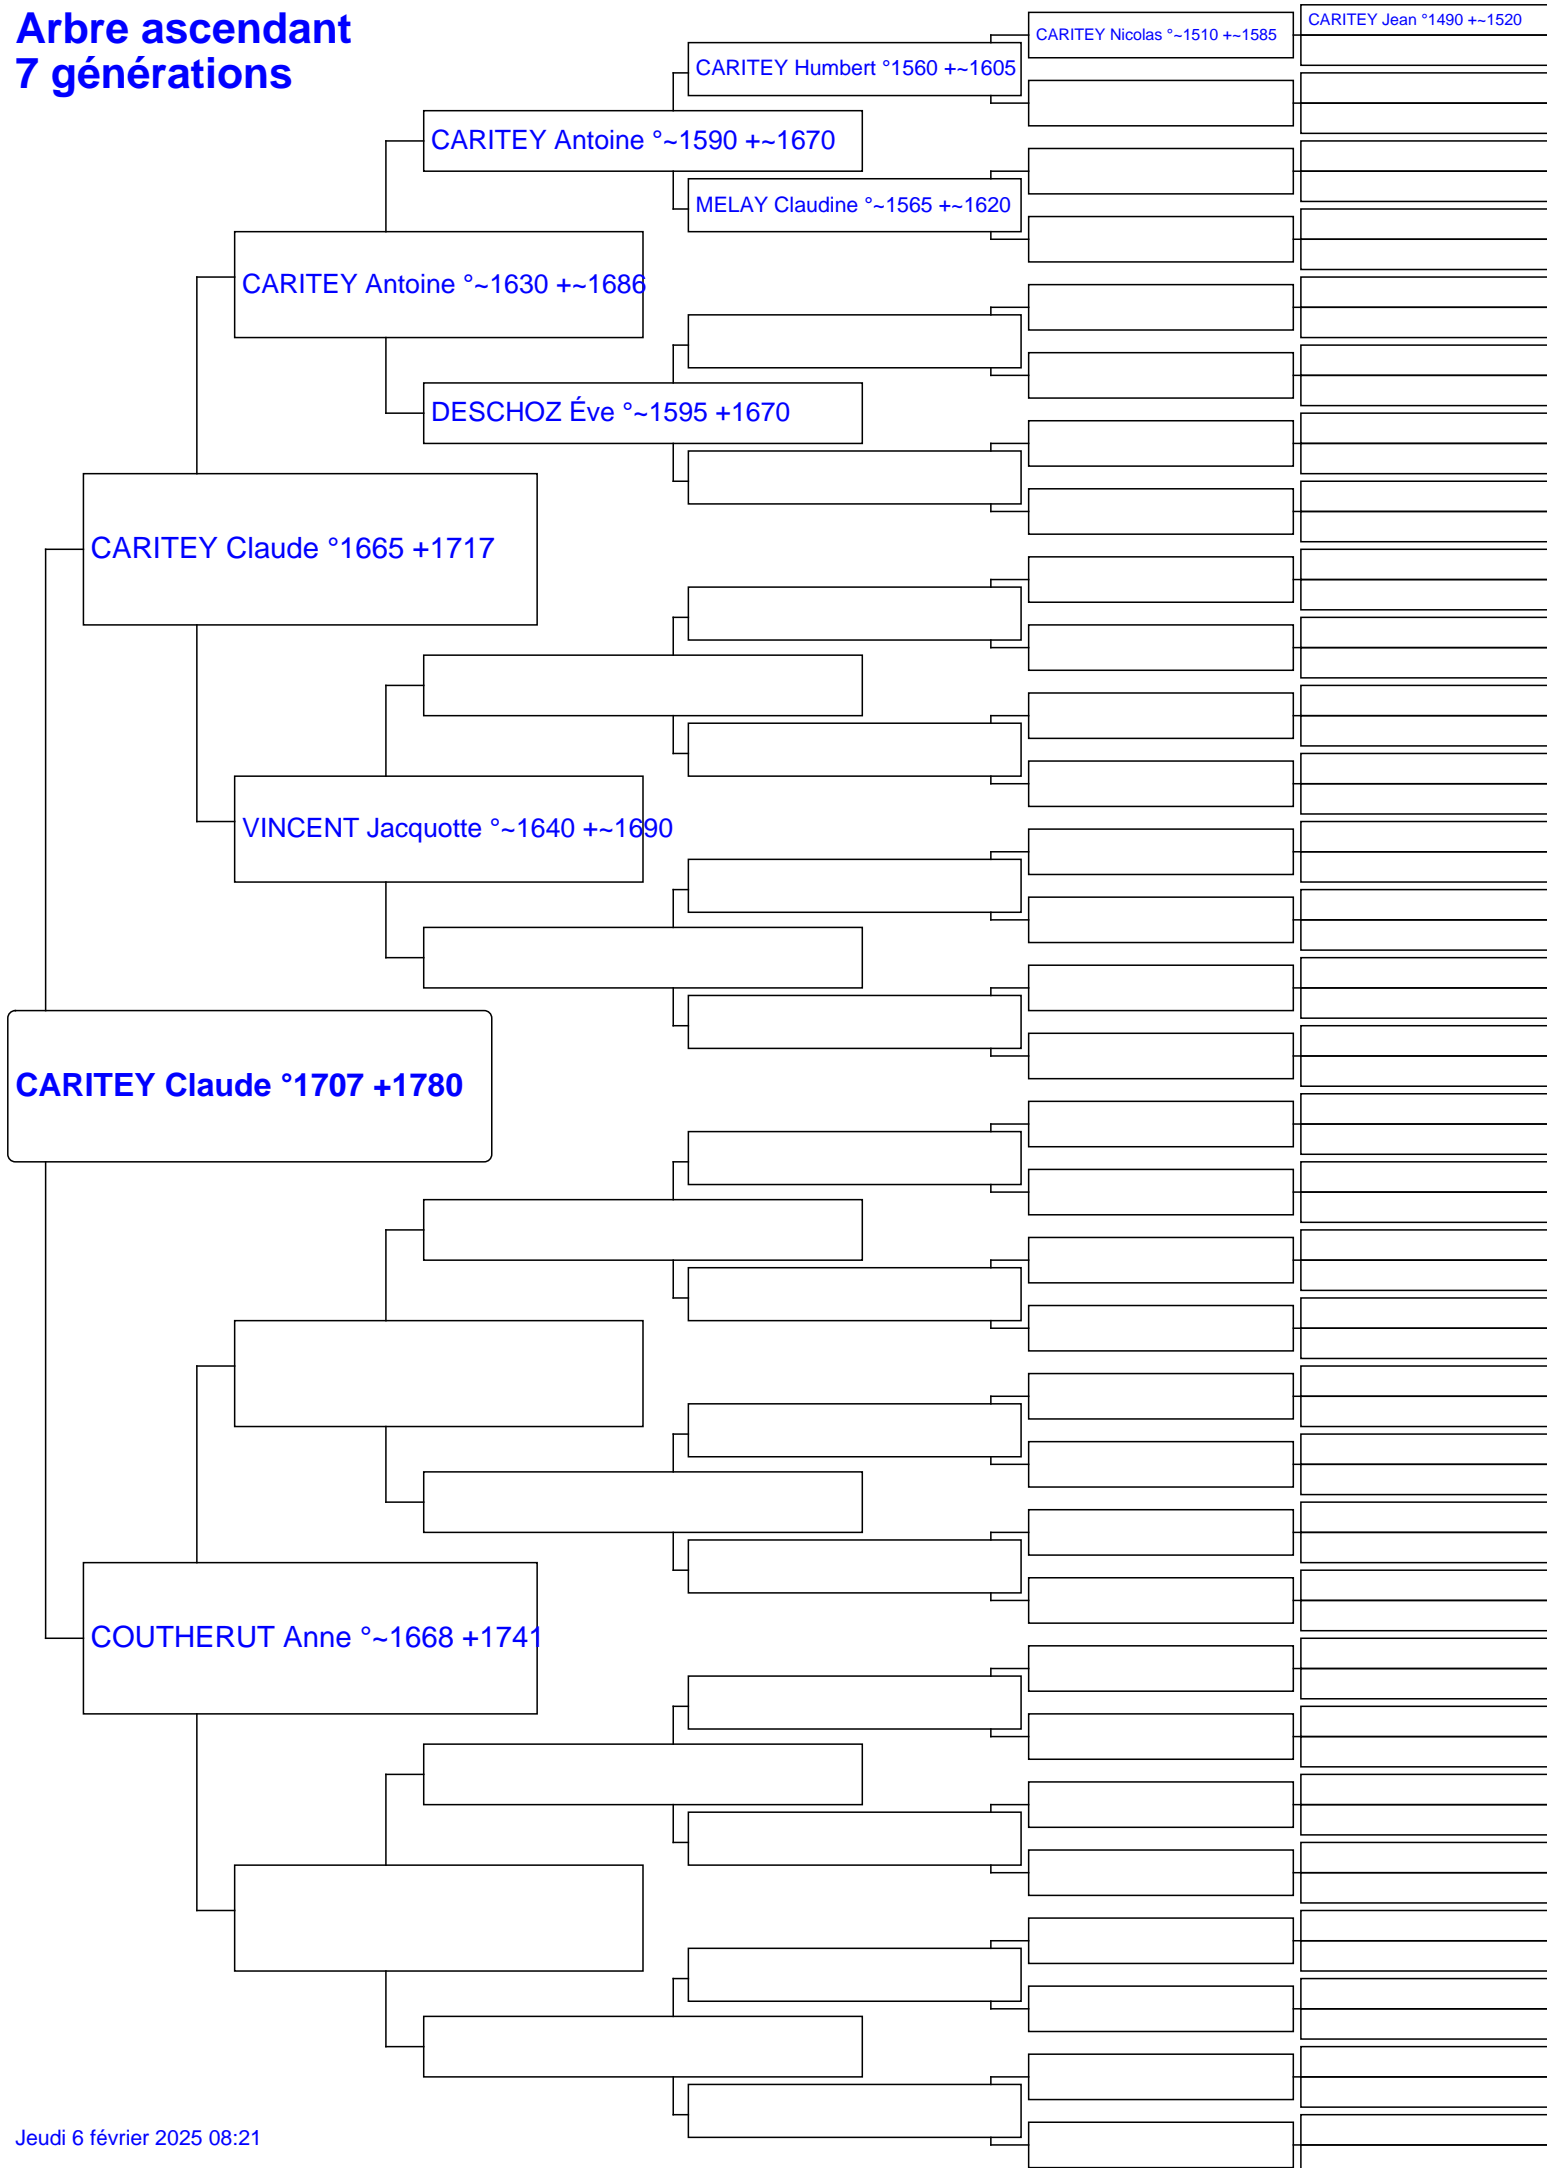 Arbre ascendant
7 générations
CARITEY Jean °1490 +~1520
CARITEY Nicolas °~1510 +~1585
CARITEY Humbert °1560 +~1605
CARITEY Antoine °~1590 +~1670
MELAY Claudine °~1565 +~1620
CARITEY Antoine °~1630 +~1686
DESCHOZ Éve °~1595 +1670
CARITEY Claude °1665 +1717
VINCENT Jacquotte °~1640 +~1690
CARITEY Claude °1707 +1780
COUTHERUT Anne °~1668 +1741
Jeudi 6 février 2025 08:21